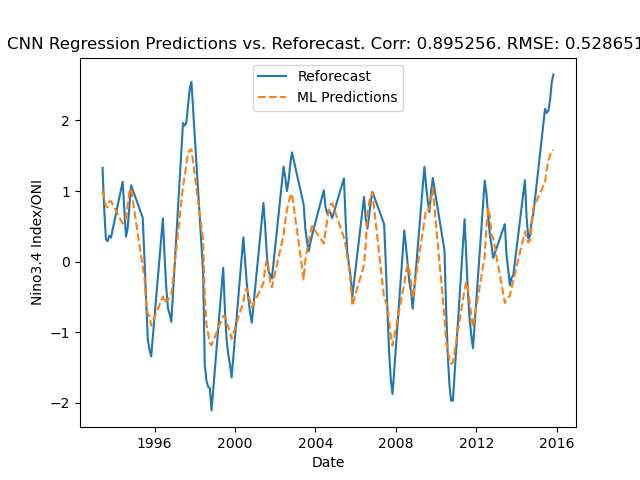 CNN Regression Predictions vs. Reforecast. Corr: 0.895256. RMSE: 0.528651
Reforecast
ML Predictions
Nino3.4 Index/ONI
2
1
0
−1
−2
1996 2000 2004 2008 2012 2016
Date